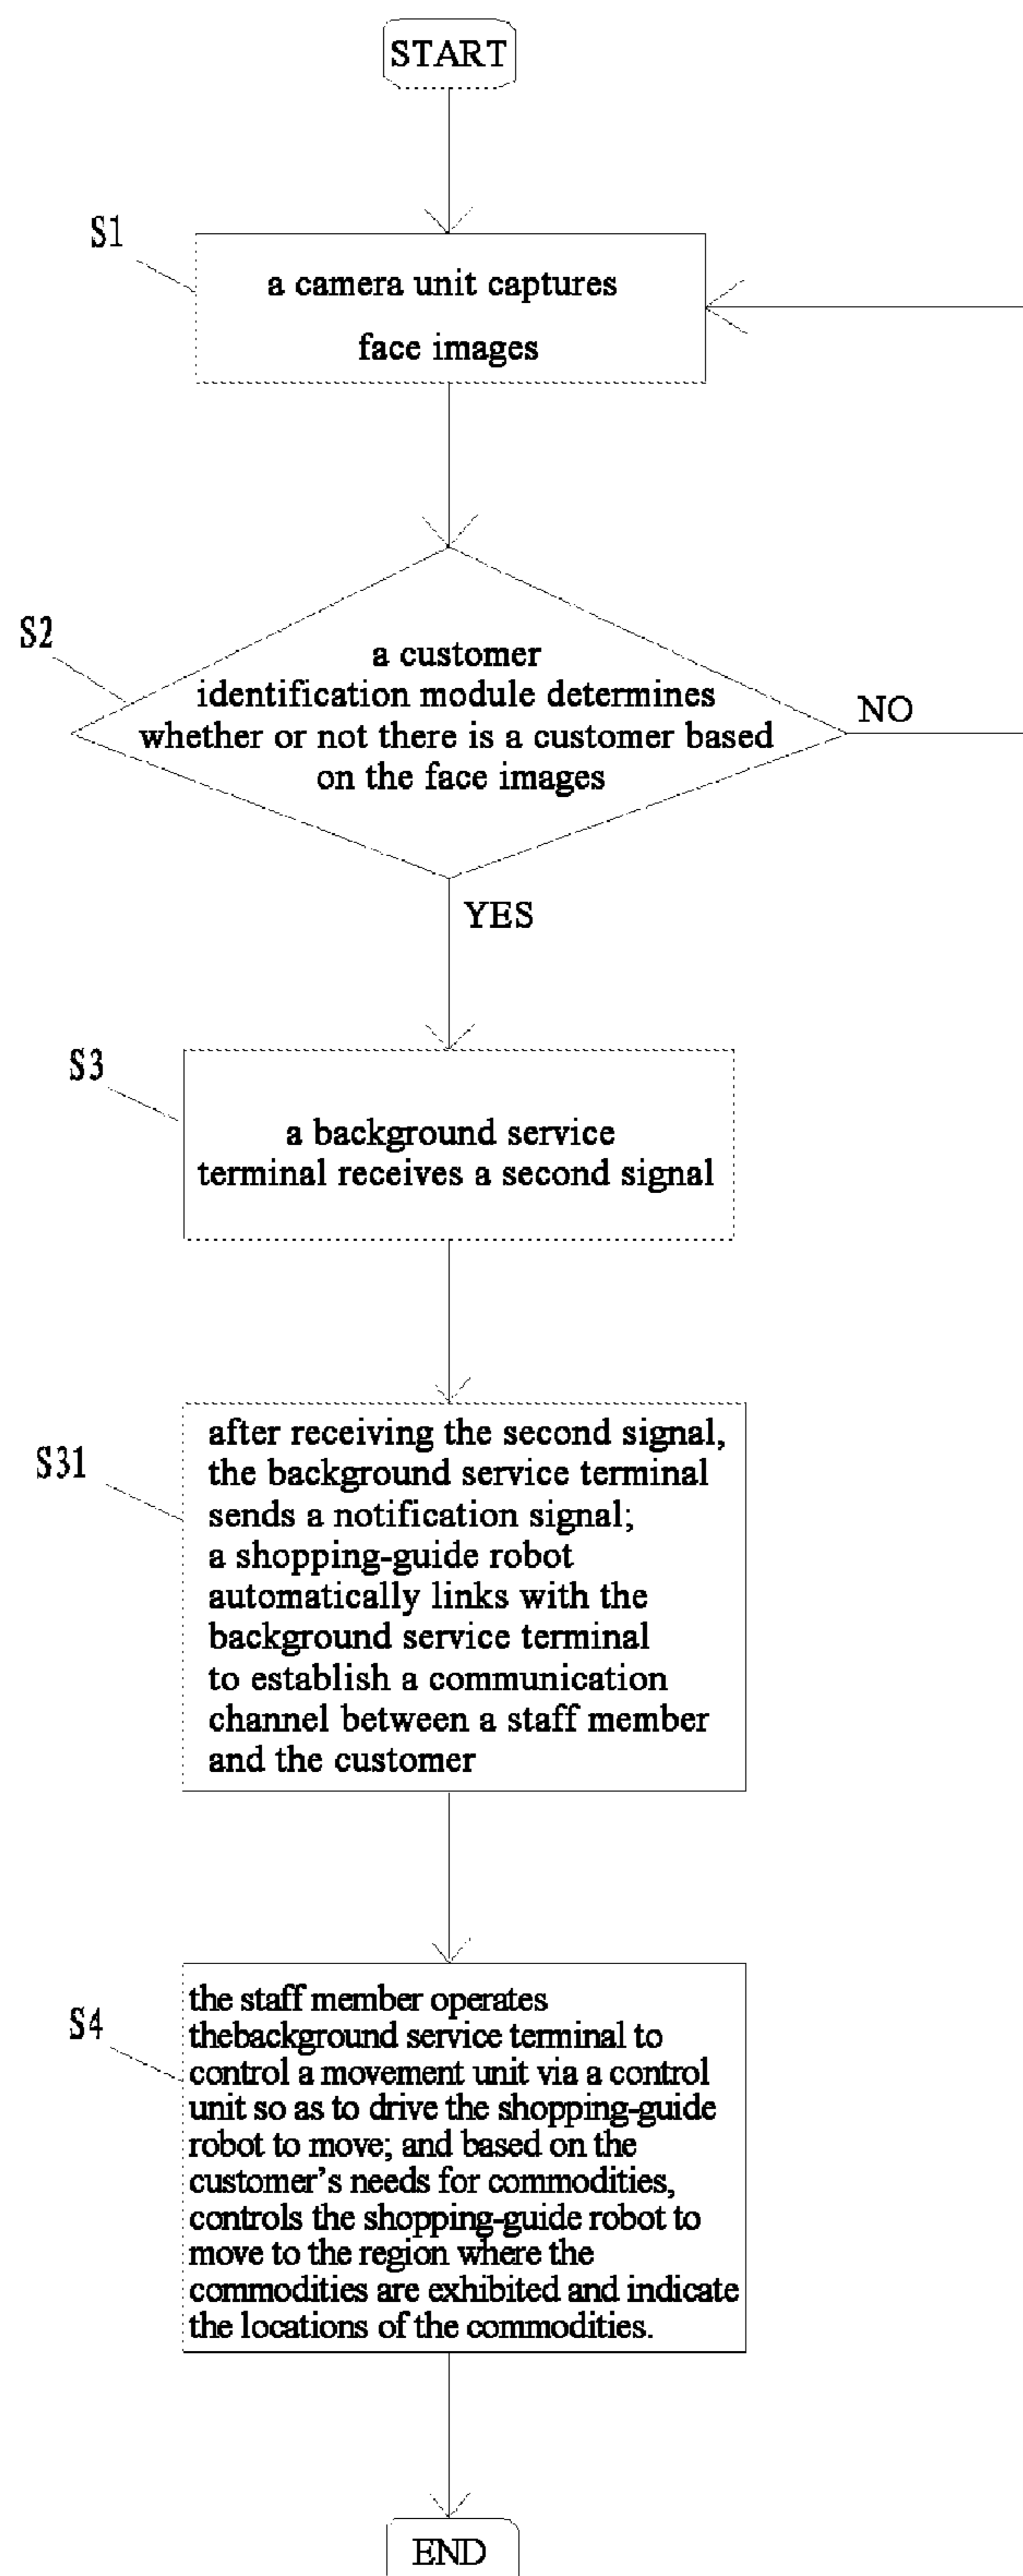 START
S1
a camera unit captures
face images
S2
a customer
identification module determines
whether or not there is a customer based
on the face images
NO
YES
S3
a background service
terminal receives a second signal
S31
after receiving the second signal,
the background service terminal
sends a notification signal;
a shopping-guide robot
automatically links with the
background service terminal
to establish a communication
channel between a staff member
and the customer
S4
the staff member operates
thebackground service terminal to
control a movement unit via a control
unit so as to drive the shopping-guide
robot to move; and based on the
customer's needs for commodities,
controls the shopping-guide robot to
move to the region where the
commodities are exhibited and indicate
the locations of the commodities.
END